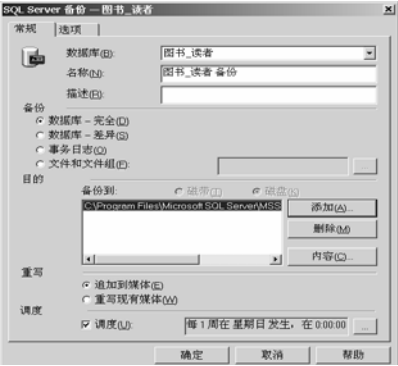 SQL Server 备份 — 图书_读者
常规 选项
数据库(B): 图书_读者
名称(N): 图书_读者 备份
描述(R):
备份
数据库 - 完全(D)
数据库 - 差异(S)
事务日志(O)
文件和文件组(F): ...
目的
备份到: 磁带(T) 磁盘(K)
C:\Program Files\Microsoft SQL Server\MSS 添加(A)...
删除(M)
内容(C)...
重写
追加到媒体(E)
重写现有媒体(W)
调度
调度(U): 每 1 周在 星期日 发生，在 0:00:00 ...
确定 取消 帮助